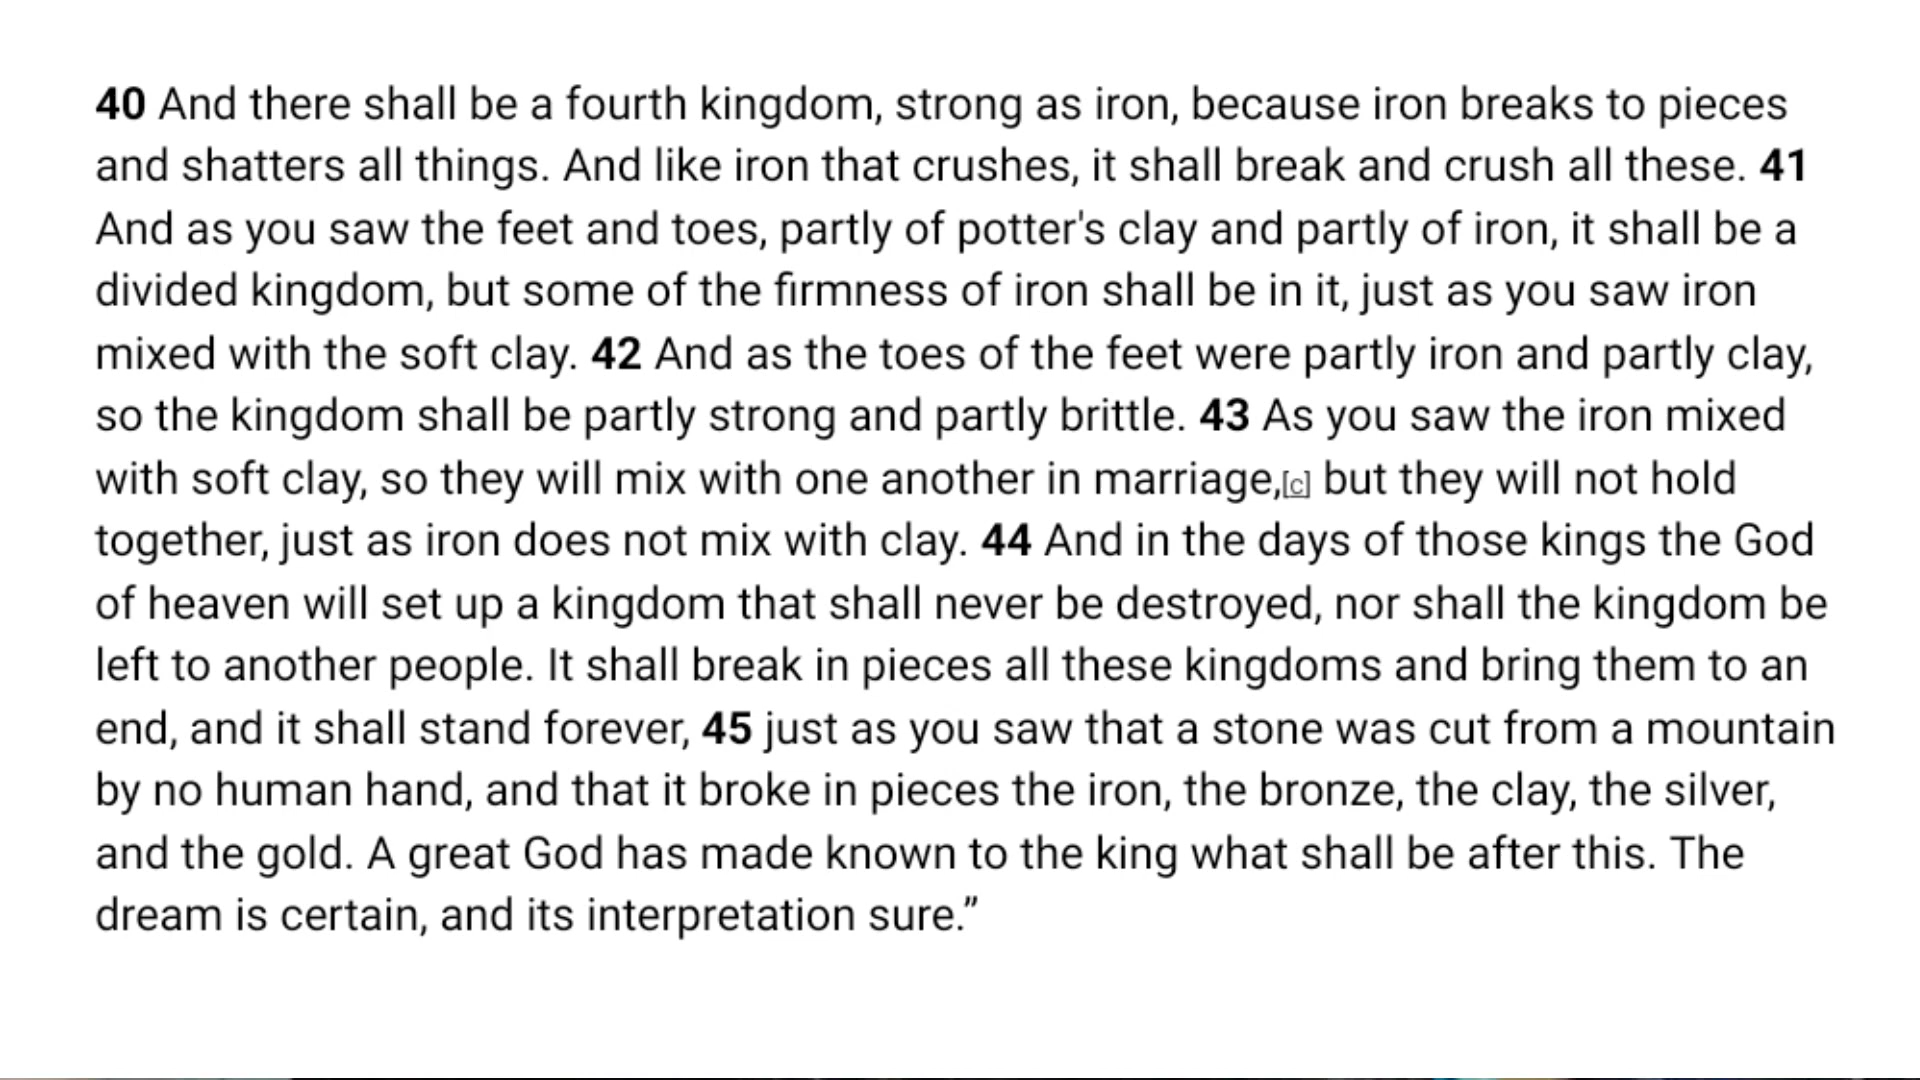 40 And there shall be a fourth kingdom, strong as iron, because iron breaks to pieces
and shatters all things. And like iron that crushes, it shall break and crush all these. 41
And as you saw the feet and toes, partly of potter's clay and partly of iron, it shall be a
divided kingdom, but some of the firmness of iron shall be in it, just as you saw iron
mixed with the soft clay. 42 And as the toes of the feet were partly iron and partly clay,
so the kingdom shall be partly strong and partly brittle. 43 As you saw the iron mixed
with soft clay, so they will mix with one another in marriage,[c] but they will not hold
together, just as iron does not mix with clay. 44 And in the days of those kings the God
of heaven will set up a kingdom that shall never be destroyed, nor shall the kingdom be
left to another people. It shall break in pieces all these kingdoms and bring them to an
end, and it shall stand forever, 45 just as you saw that a stone was cut from a mountain
by no human hand, and that it broke in pieces the iron, the bronze, the clay, the silver,
and the gold. A great God has made known to the king what shall be after this. The
dream is certain, and its interpretation sure.”